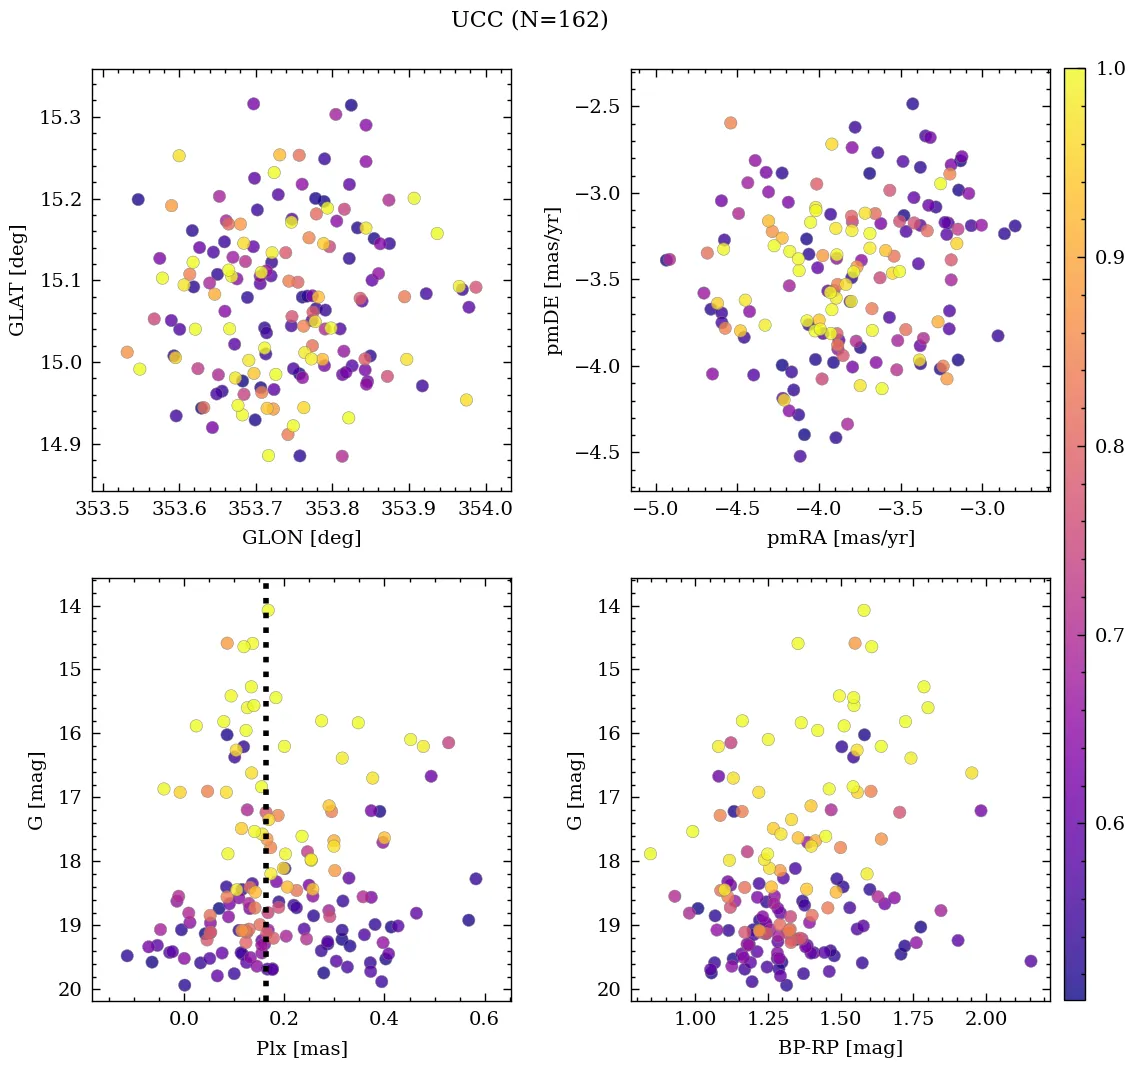 UCC (N=162)
15.3
15.2
15.1
15.0
14.9
GLAT [deg]
353.5 353.6 353.7 353.8 353.9 354.0
GLON [deg]
−2.5
−3.0
−3.5
−4.0
−4.5
pmDE [mas/yr]
−5.0 −4.5 −4.0 −3.5 −3.0
pmRA [mas/yr]
14
15
16
17
18
19
20
G [mag]
0.0 0.2 0.4 0.6
Plx [mas]
14
15
16
17
18
19
20
G [mag]
1.00 1.25 1.50 1.75 2.00
BP-RP [mag]
1.0
0.9
0.8
0.7
0.6